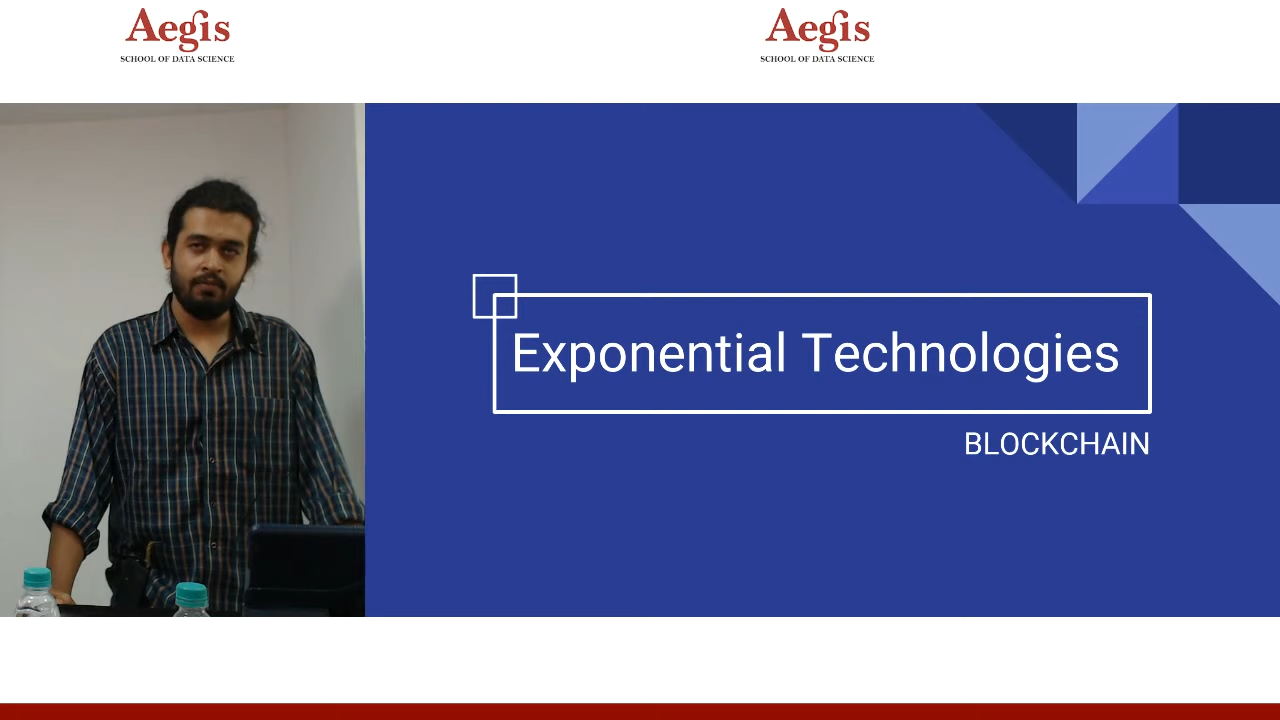 Aegis
SCHOOL OF DATA SCIENCE
Aegis
SCHOOL OF DATA SCIENCE
Exponential Technologies
BLOCKCHAIN